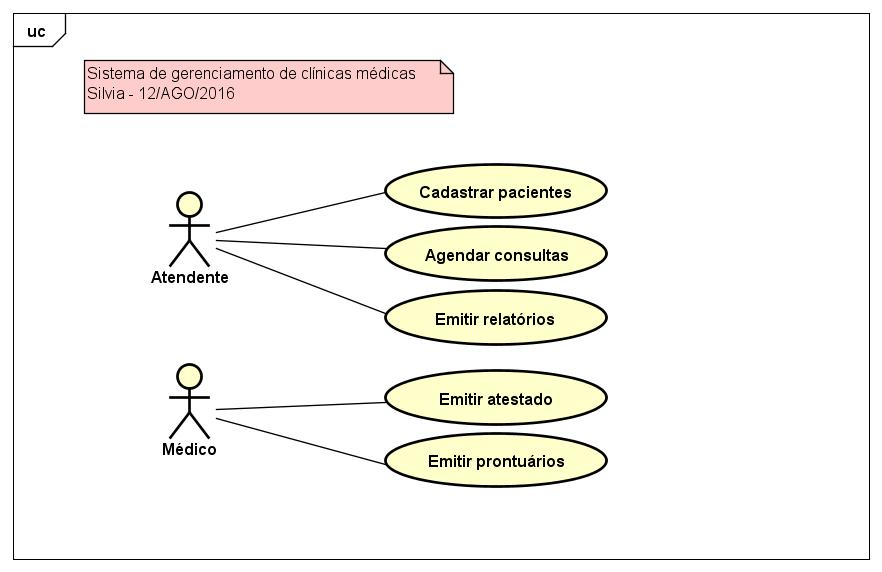 uc
Sistema de gerenciamento de clínicas médicas
Silvia - 12/AGO/2016
Cadastrar pacientes
Agendar consultas
Atendente
Emitir relatórios
Emitir atestado
Médico
Emitir prontuários